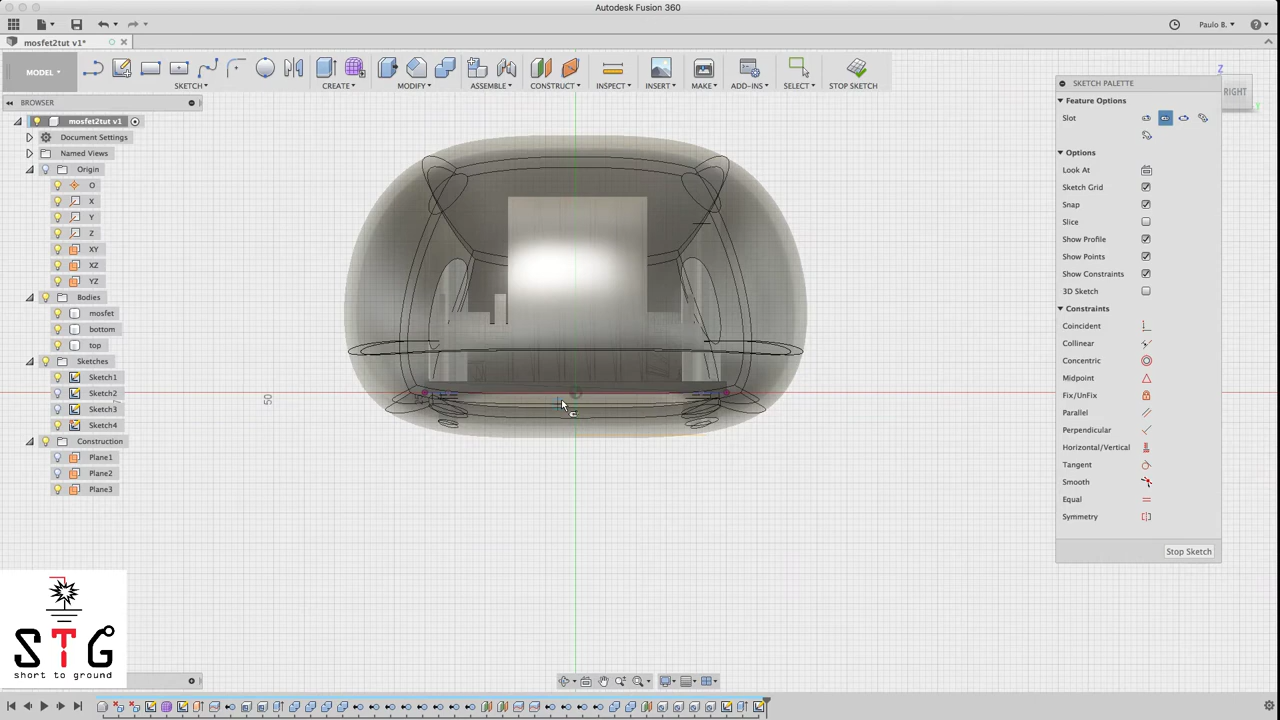 Autodesk Fusion 360
Paulo B.
mosfet2tut v1*
MODEL
SKETCH
CREATE
MODIFY
ASSEMBLE
CONSTRUCT
INSPECT
INSERT
MAKE
ADD-INS
SELECT
STOP SKETCH
BROWSER
mosfet2tut v1
Document Settings
Named Views
Origin
O
X
Y
Z
XY
XZ
YZ
Bodies
mosfet
bottom
top
Sketches
Sketch1
Sketch2
Sketch3
Sketch4
Construction
Plane1
Plane2
Plane3
50
Z
RIGHT
SKETCH PALETTE
Feature Options
Slot
Options
Look At
Sketch Grid
Snap
Slice
Show Profile
Show Points
Show Constraints
3D Sketch
Constraints
Coincident
Collinear
Concentric
Midpoint
Fix/UnFix
Parallel
Perpendicular
Horizontal/Vertical
Tangent
Smooth
Equal
Symmetry
Stop Sketch
STG
short to ground